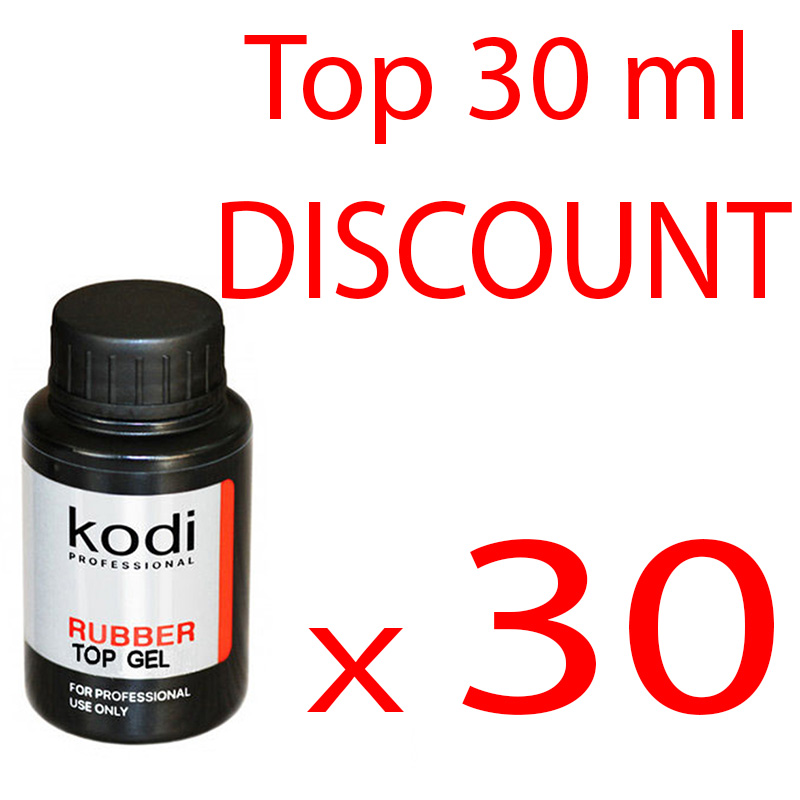 Top 30 ml
DISCOUNT
kodi
PROFESSIONAL
RUBBER
TOP GEL
FOR PROFESSIONAL
USE ONLY
x 30